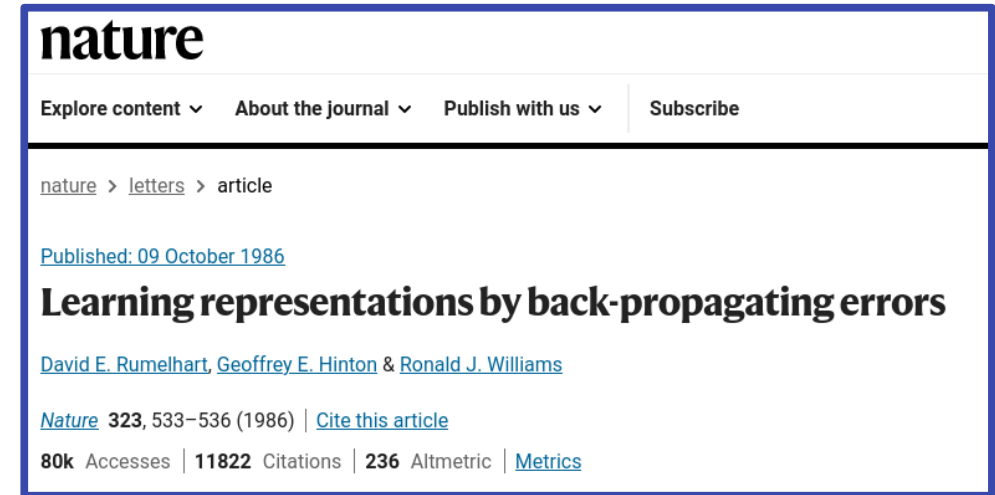 nature
Explore content About the journal Publish with us Subscribe
nature > letters > article
Published: 09 October 1986
Learning representations by back-propagating errors
David E. Rumelhart, Geoffrey E. Hinton & Ronald J. Williams
Nature 323, 533–536 (1986) | Cite this article
80k Accesses | 11822 Citations | 236 Altmetric | Metrics